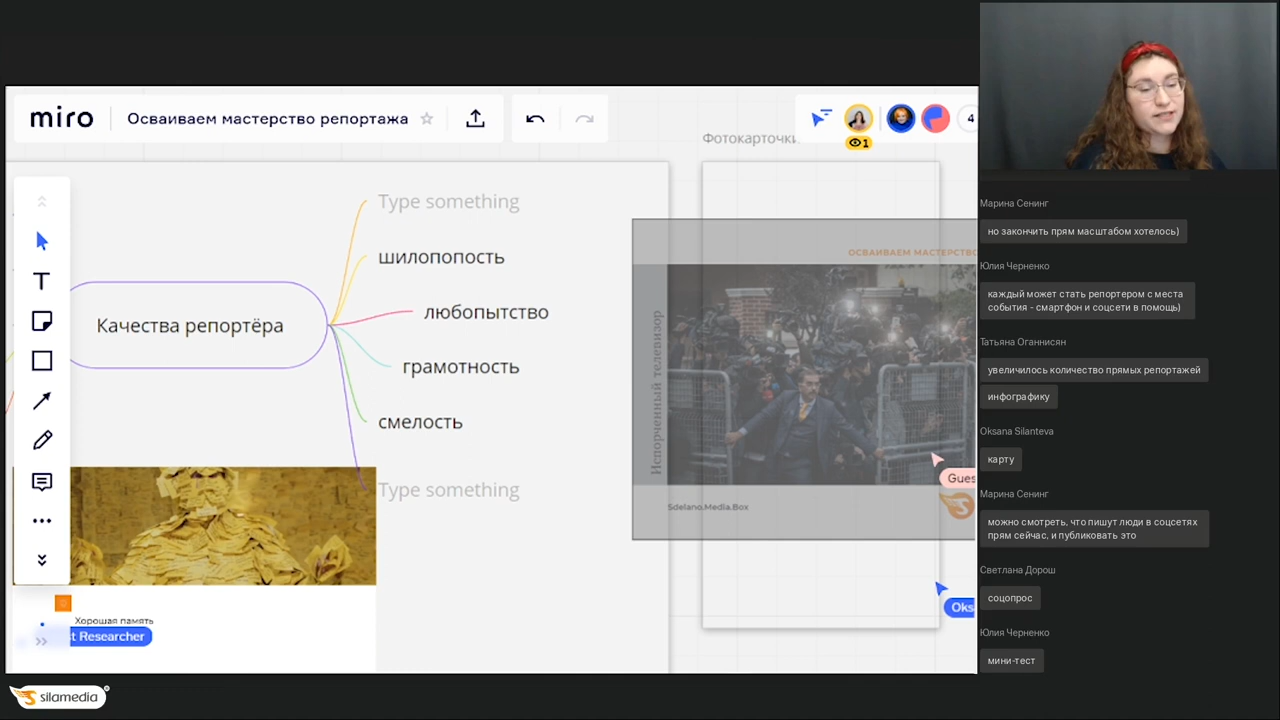 miro
Осваиваем мастерство репортажа
4
1
Фотокарточки
Type something
шилопопость
любопытство
Качества репортёра
грамотность
смелость
Type something
ОСВАИВАЕМ МАСТЕРСТВО
Испорченный телевизор
Sdelano.Media.Box
Gues
Oks
Хорошая память
t Researcher
silamedia
Марина Сенинг
но закончить прям масштабом хотелось)
Юлия Черненко
каждый может стать репортером с места
события - смартфон и соцсети в помощь)
Татьяна Оганнисян
увеличилось количество прямых репортажей
инфографику
Oksana Silanteva
карту
Марина Сенинг
можно смотреть, что пишут люди в соцсетях
прям сейчас, и публиковать это
Светлана Дорош
соцопрос
Юлия Черненко
мини-тест